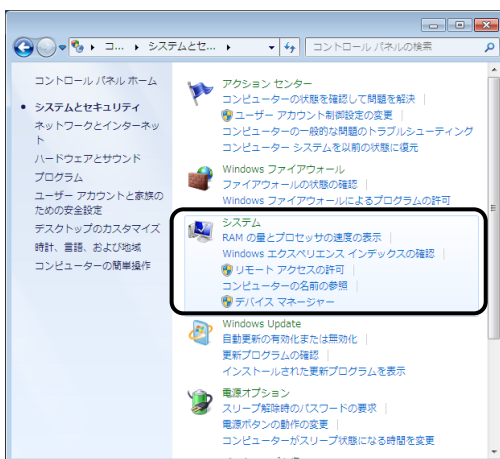 コ... システムとセ... コントロール パネルの検索
コントロール パネル ホーム
システムとセキュリティ
ネットワークとインターネッ
ト
ハードウェアとサウンド
プログラム
ユーザー アカウントと家族の
ための安全設定
デスクトップのカスタマイズ
時計、言語、および地域
コンピューターの簡単操作
アクション センター
コンピューターの状態を確認して問題を解決
ユーザー アカウント制御設定の変更
コンピューターの一般的な問題のトラブルシューティング
コンピューター システムを以前の状態に復元
Windows ファイアウォール
ファイアウォールの状態の確認
Windows ファイアウォールによるプログラムの許可
システム
RAM の量とプロセッサの速度の表示
Windows エクスペリエンス インデックスの確認
リモート アクセスの許可
コンピューターの名前の参照
デバイス マネージャー
Windows Update
自動更新の有効化または無効化
更新プログラムの確認
インストールされた更新プログラムを表示
電源オプション
スリープ解除時のパスワードの要求
電源ボタンの動作の変更
コンピューターがスリープ状態になる時間を変更